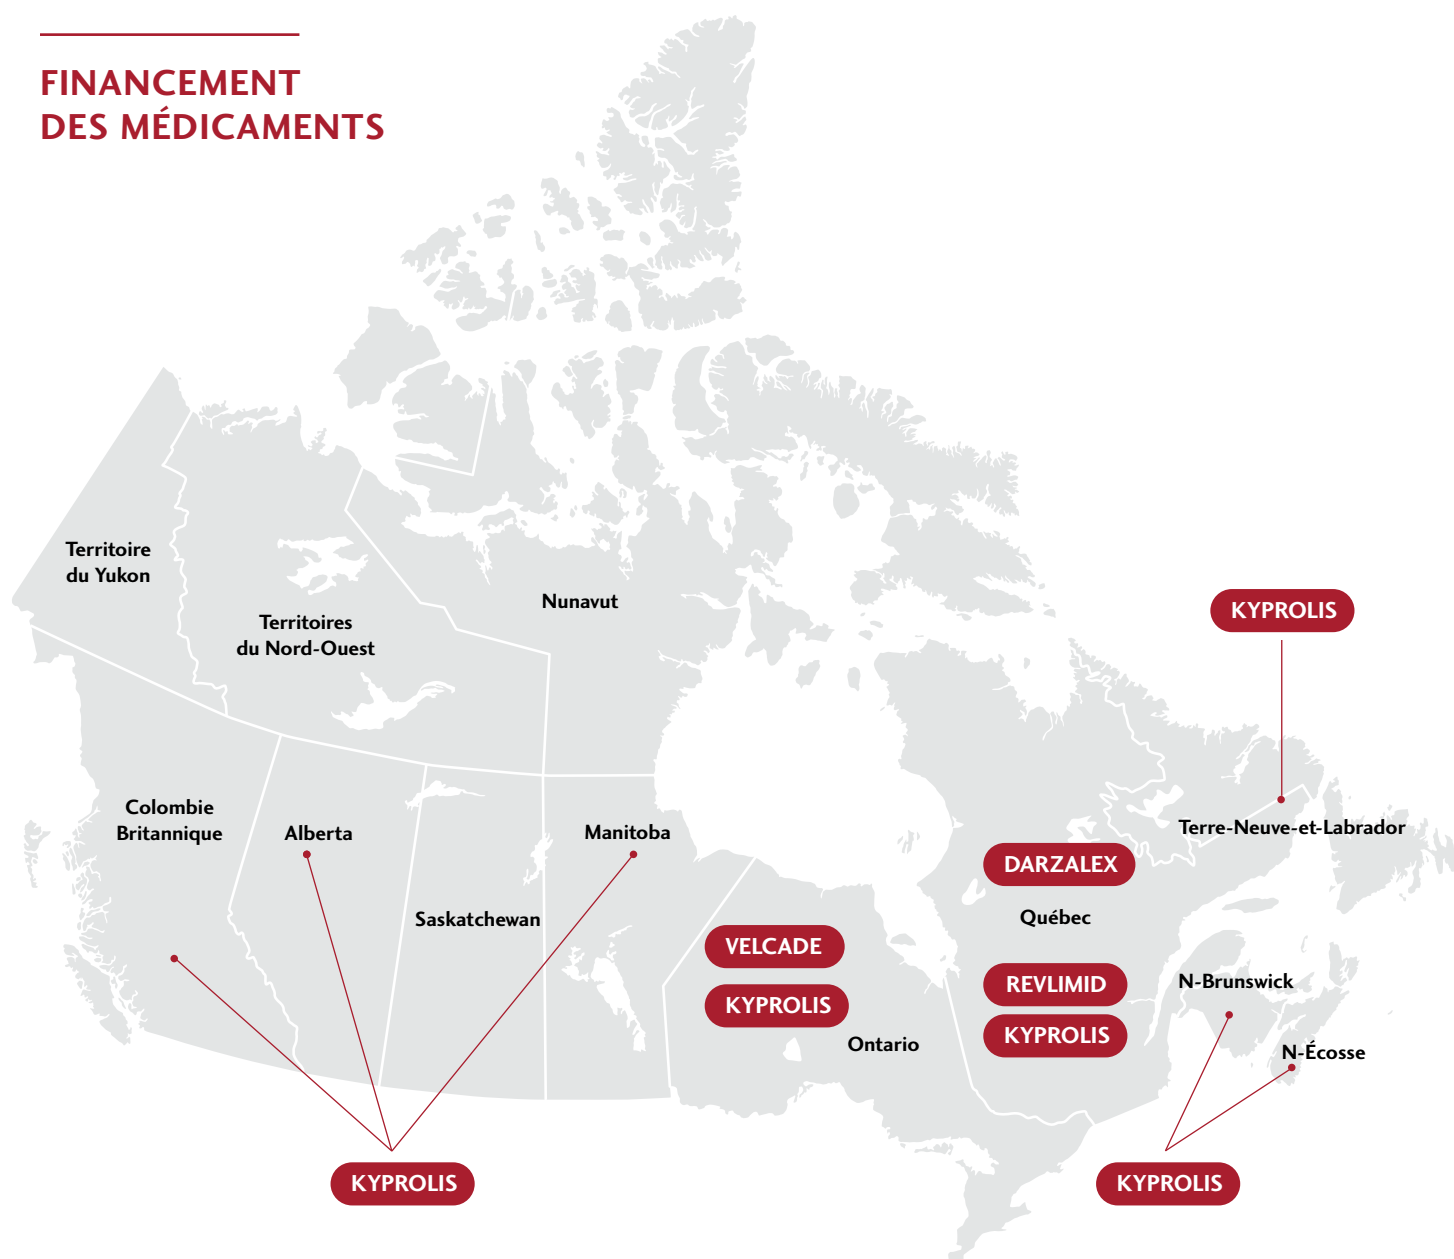 FINANCEMENT
DES MÉDICAMENTS
Territoire
du Yukon
Territoires
du Nord-Ouest
Nunavut
KYPROLIS
Colombie
Britannique
Alberta
Manitoba
Terre-Neuve-et-Labrador
DARZALEX
Saskatchewan
Québec
VELCADE
REVLIMID
N-Brunswick
KYPROLIS
KYPROLIS
Ontario
N-Écosse
KYPROLIS
KYPROLIS